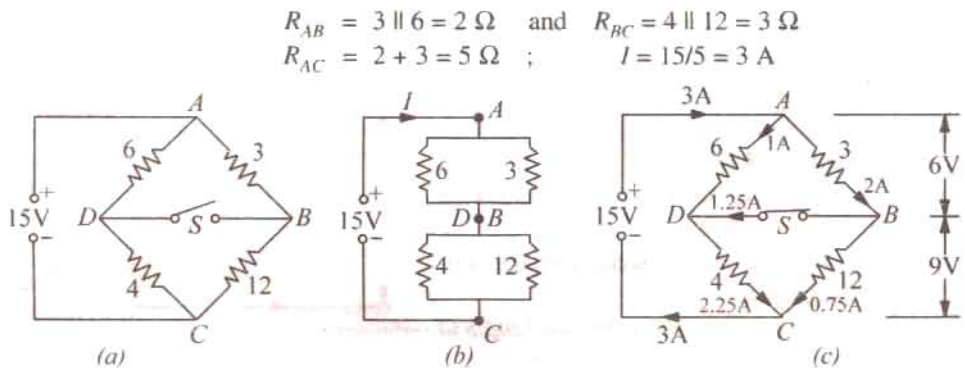 R_AB = 3 || 6 = 2 Ω and R_BC = 4 || 12 = 3 Ω
R_AC = 2 + 3 = 5 Ω ; I = 15/5 = 3 A
A
6
3
+
15V
−
D
S
B
4
12
C
(a)
I
A
6
3
+
15V
−
D
B
4
12
C
(b)
3A
A
6
1A
3
6V
2A
+
15V
−
D
1.25A
S
B
4
12
9V
2.25A
0.75A
3A
C
(c)